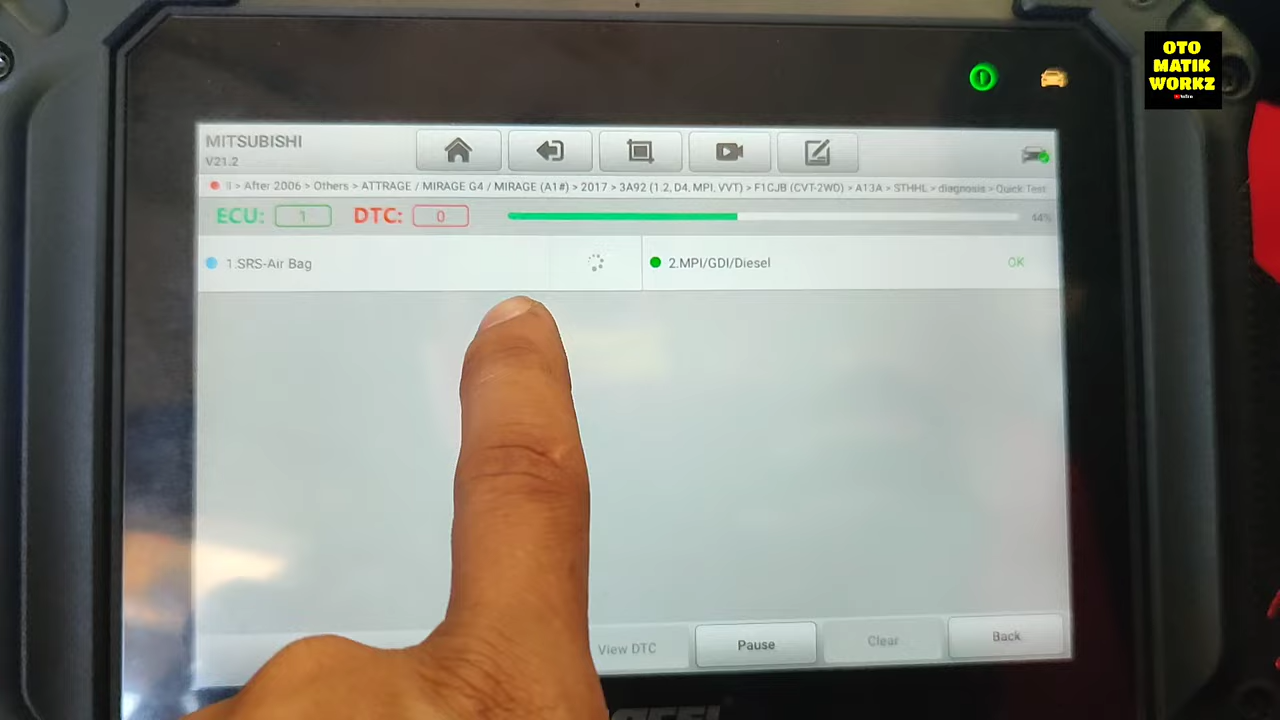 OTO
MATIK
WORKZ
MITSUBISHI
V21.2
> After 2006 > Others > ATTRAGE / MIRAGE G4 / MIRAGE (A1#) > 2017 > 3A92 (1.2, D4, MPI, VVT) > F1CJB (CVT-2WD) > A13A > STHHL > diagnosis > Quick Test
ECU: 1 DTC: 0 44%
1.SRS-Air Bag
2.MPI/GDI/Diesel OK
View DTC Pause Clear Back